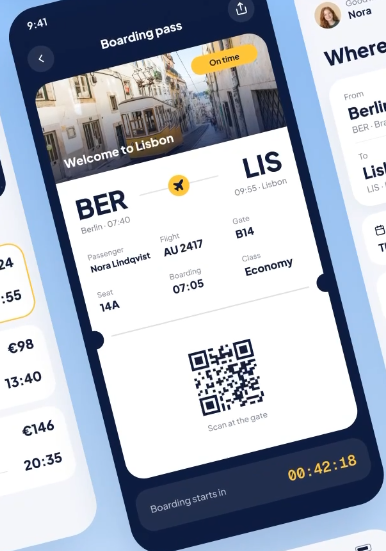 9:41
Boarding pass
On time
Welcome to Lisbon
BER
LIS
Berlin · 07:40
09:55 · Lisbon
Passenger
Flight
Gate
Nora Lindqvist
AU 2417
B14
Seat
Boarding
Class
14A
07:05
Economy
Scan at the gate
Boarding starts in
00:42:18
24
:55
€98
13:40
€146
20:35
Nora
Where
From
Berlin
BER
To
LIS